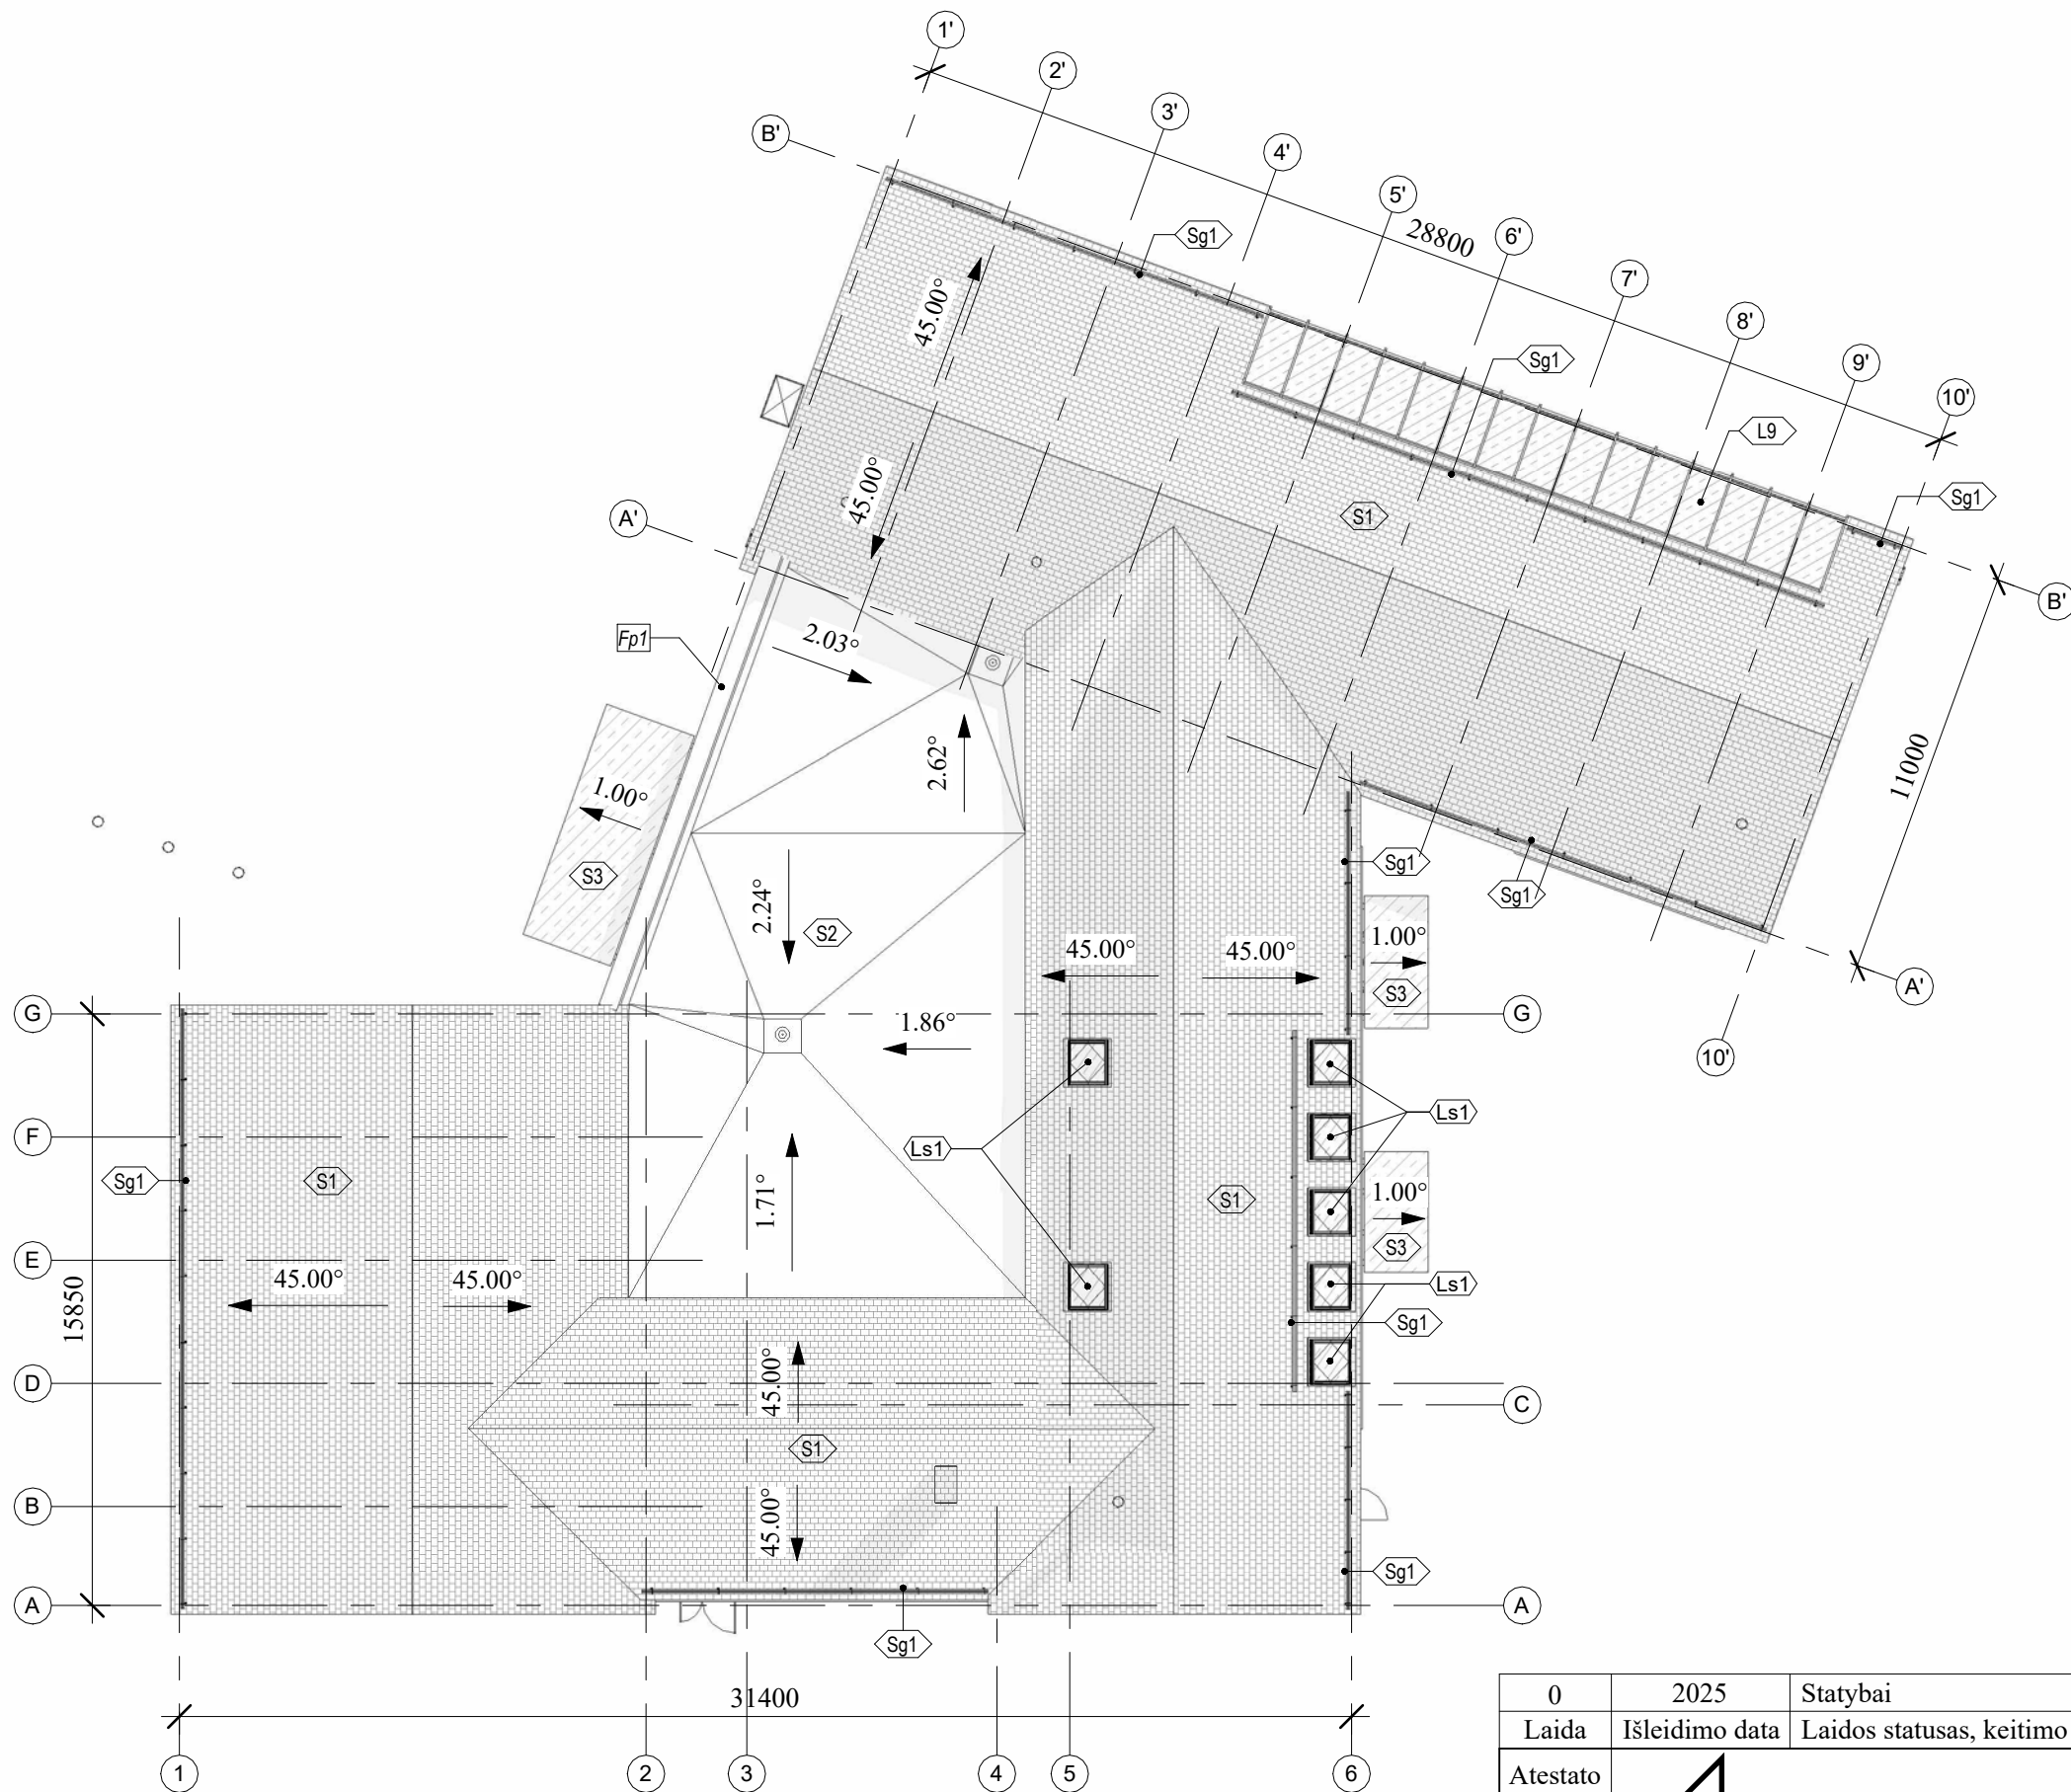 1'
2'
3'
4'
5'
6'
7'
8'
9'
10'
B'
28800
Sg1
45.00°
Sg1
L9
Sg1
45.00°
S1
A'
B'
Fp1
2.03°
2.62°
11000
1.00°
S3
2.24°
S2
Sg1
Sg1
45.00°
45.00°
1.00°
S3
A'
G
G
1.86°
10'
Ls1
Ls1
F
Sg1
S1
1.71°
S1
1.00°
S3
E
45.00°
45.00°
Ls1
15850
Sg1
D
45.00°
C
S1
B
45.00°
Sg1
A
A
Sg1
31400
1
2
3
4
5
6
0 2025 Statybai
Laida Išleidimo data Laidos statusas, keitimo
Atestato